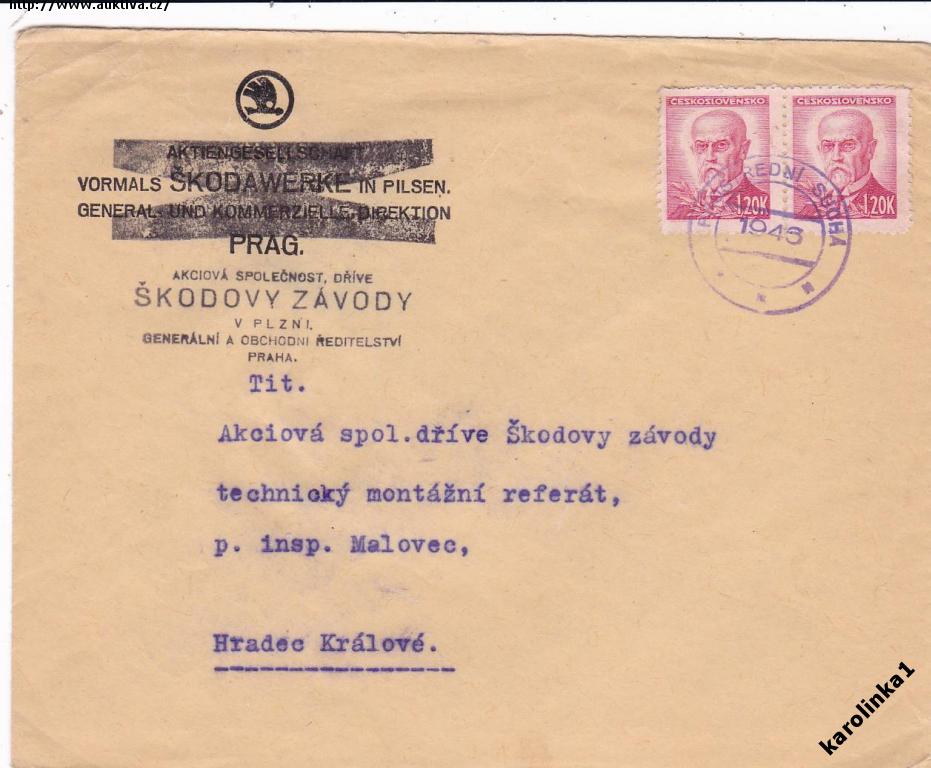 http://www.auktiva.cz/
AKTIENGESELLSCHAFT
VORMALS ŠKODAWERKE IN PILSEN,
GENERAL- UND KOMMERZIELLE DIREKTION
PRAG.
AKCIOVÁ SPOLEČNOST, DŘÍVE
ŠKODOVY ZÁVODY
V PLZNI,
GENERÁLNÍ A OBCHODNÍ ŘEDITELSTVÍ
PRAHA.
ČESKOSLOVENSKO
1.20K
ČESKOSLOVENSKO
1.20K
SUCHÁ
Tit.
Akciová spol.dříve Škodovy závody
technický montážní referát,
p. insp. Malovec,
Hradec Králové.
karolinka1